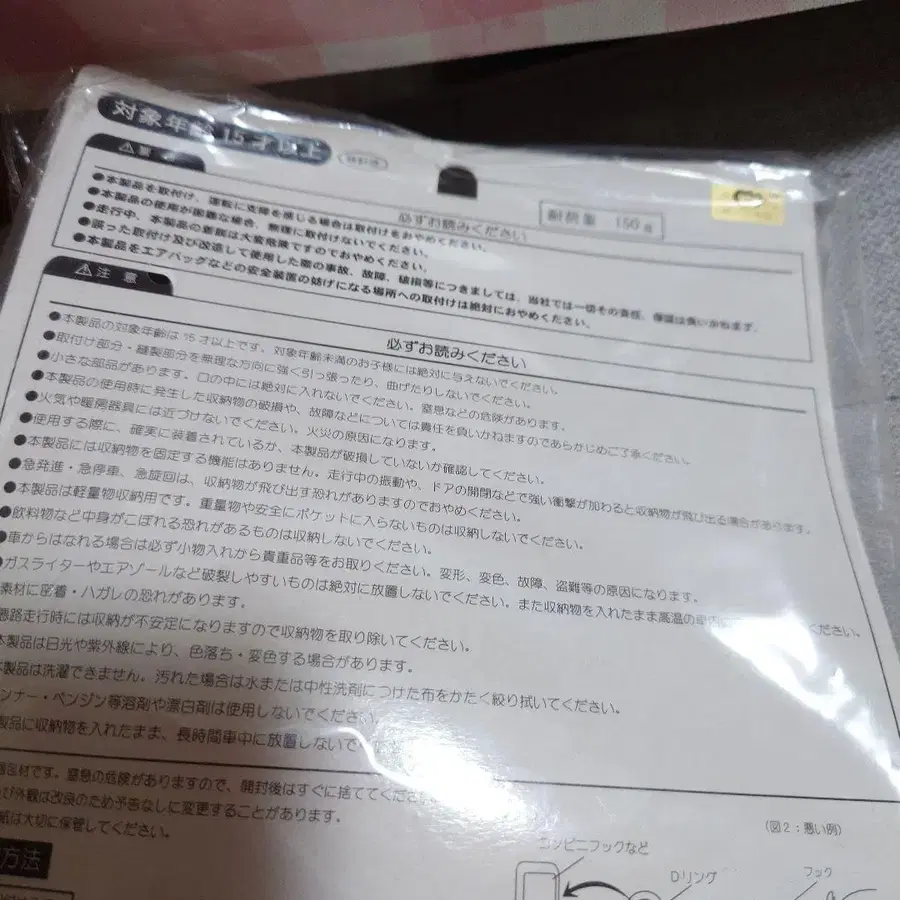 対象年齢 15才以上
必ずお読みください
耐荷重 150g
●本製品を取付け、運転に支障を感じる場合は取付けをおやめください。
●本製品の使用が困難な場合、無理に取付けないでください。
●走行中、本製品の着脱は大変危険ですのでおやめください。
●誤った取付け及び改造して使用した際の事故、故障、破損等につきましては、当社では一切その責任、保証は負いかねます。
●本製品をエアバッグなどの安全装置の妨げになる場所への取付けは絶対におやめください。
注意
必ずお読みください
●本製品の対象年齢は15才以上です。対象年齢未満のお子様には絶対に与えないでください。
●取付け部分・縫製部分を無理な方向に強く引っ張ったり、曲げたりしないでください。
●小さな部品があります。口の中には絶対に入れないでください。窒息などの危険があります。
●本製品の使用時に発生した収納物の破損や、故障などについては責任を負いかねますのであらかじめご了承ください。
●火気や暖房器具には近づけないでください。火災の原因になります。
●使用する際に、確実に装着されているか、本製品が破損していないか確認してください。
●本製品には収納物を固定する機能はありません。走行中の振動や、ドアの開閉などで強い衝撃が加わると収納物が飛び出る場合があります。
●急発進・急停車、急旋回は、収納物が飛び出す恐れがありますのでおやめください。
●本製品は軽量物収納用です。重量物や安全にポケットに入らないものは収納しないでください。
●飲料物など中身がこぼれる恐れがあるものは収納しないでください。
●車からはなれる場合は必ず小物入れから貴重品等をお取りください。変形、変色、故障、盗難等の原因になります。
●ガスライターやエアゾールなど破裂しやすいものは絶対に放置しないでください。また収納物を入れたまま高温の車内 ください。
素材に密着・ハガレの恐れがあります。
悪路走行時には収納が不安定になりますので収納物を取り除いてください。
本製品は日光や紫外線により、色落ち・変色する場合があります。
製品は洗濯できません。汚れた場合は水または中性洗剤につけた布をかたく絞り拭いてください。
ンナー・ベンジン等溶剤や漂白剤は使用しないでください。
製品に収納物を入れたまま、長時間車中に放置しないで
包材です。窒息の危険がありますので、開封後はすぐに捨ててくだ
び外観は改良のため予告なしに変更することがあります。
紙は大切に保管してください。
方法
(図2：悪い例)
コンビニフックなど
Dリング
フック